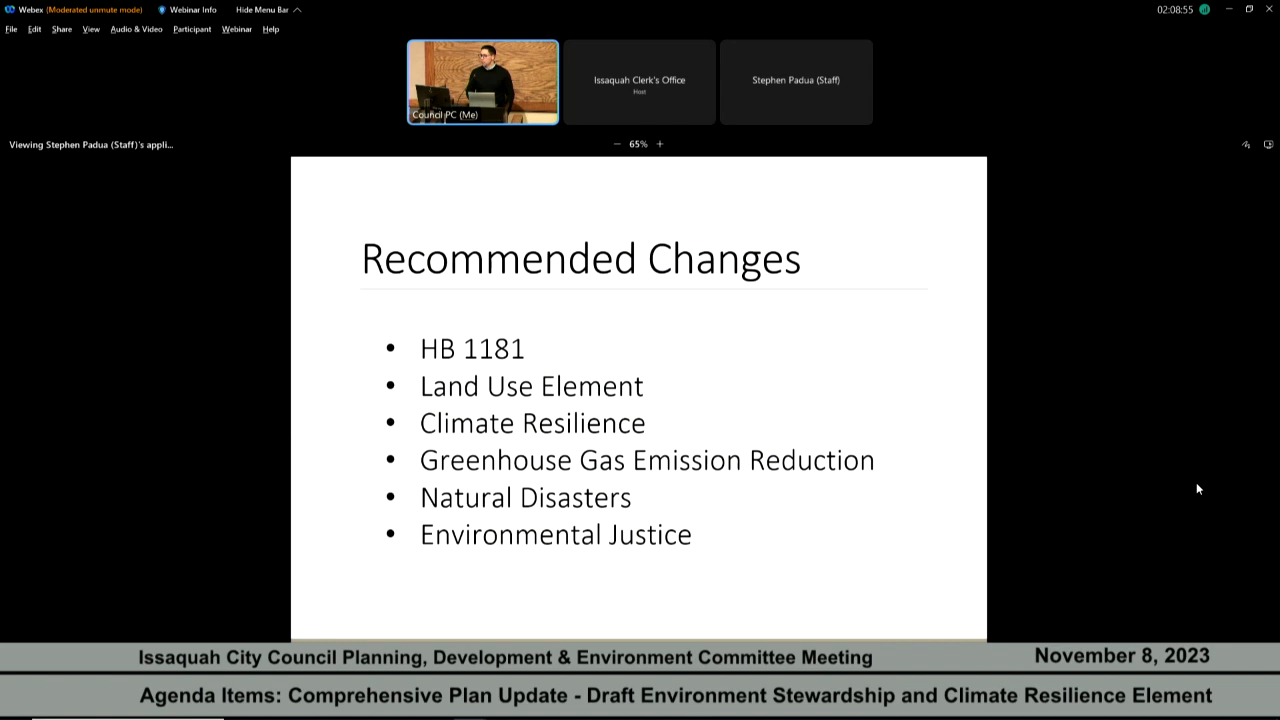 Webex (Moderated unmute mode) Webinar Info Hide Menu Bar 02:08:55
File Edit Share View Audio & Video Participant Webinar Help
Council PC (Me)
Issaquah Clerk's Office
Host
Stephen Padua (Staff)
Viewing Stephen Padua (Staff)'s appli...
− 65% +
Recommended Changes
• HB 1181
• Land Use Element
• Climate Resilience
• Greenhouse Gas Emission Reduction
• Natural Disasters
• Environmental Justice
Issaquah City Council Planning, Development & Environment Committee Meeting November 8, 2023
Agenda Items: Comprehensive Plan Update - Draft Environment Stewardship and Climate Resilience Element